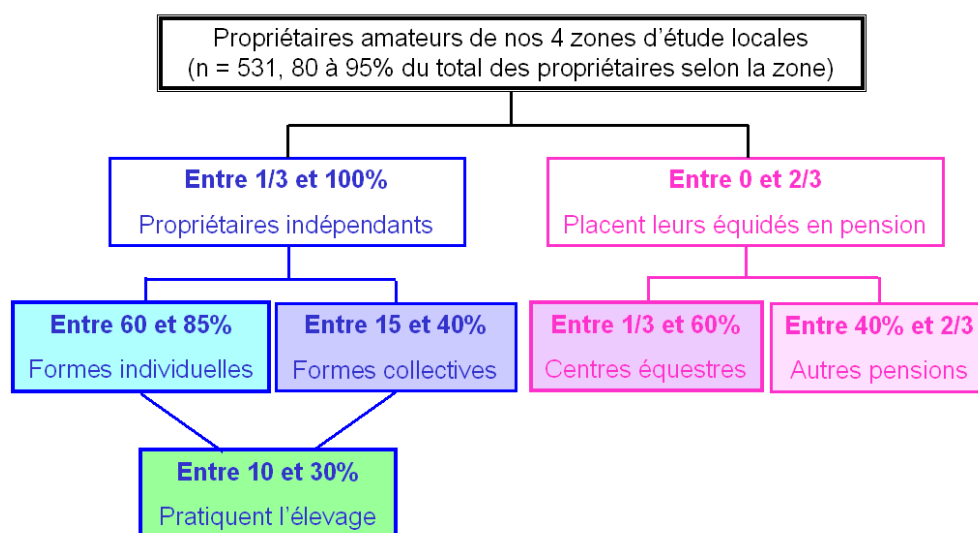 Propriétaires amateurs de nos 4 zones d'étude locales
(n = 531, 80 à 95% du total des propriétaires selon la zone)
Entre 1/3 et 100%
Propriétaires indépendants
Entre 0 et 2/3
Placent leurs équidés en pension
Entre 60 et 85%
Formes individuelles
Entre 15 et 40%
Formes collectives
Entre 1/3 et 60%
Centres équestres
Entre 40% et 2/3
Autres pensions
Entre 10 et 30%
Pratiquent l'élevage